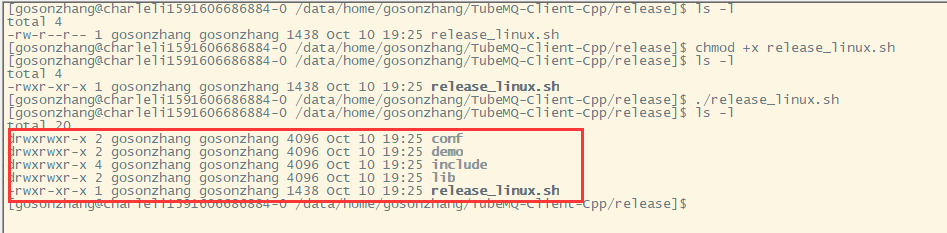 [gosonzhang@charleli1591606686884-0 /data/home/gosonzhang/TubeMQ-Client-Cpp/release]$ ls -l
total 4
-rw-r--r-- 1 gosonzhang gosonzhang 1438 Oct 10 19:25 release_linux.sh
[gosonzhang@charleli1591606686884-0 /data/home/gosonzhang/TubeMQ-Client-Cpp/release]$ chmod +x release_linux.sh
[gosonzhang@charleli1591606686884-0 /data/home/gosonzhang/TubeMQ-Client-Cpp/release]$ ls -l
total 4
-rwxr-xr-x 1 gosonzhang gosonzhang 1438 Oct 10 19:25 release_linux.sh
[gosonzhang@charleli1591606686884-0 /data/home/gosonzhang/TubeMQ-Client-Cpp/release]$ ./release_linux.sh
[gosonzhang@charleli1591606686884-0 /data/home/gosonzhang/TubeMQ-Client-Cpp/release]$ ls -l
total 20
drwxrwxr-x 2 gosonzhang gosonzhang 4096 Oct 10 19:25 conf
drwxrwxr-x 2 gosonzhang gosonzhang 4096 Oct 10 19:25 demo
drwxrwxr-x 4 gosonzhang gosonzhang 4096 Oct 10 19:25 include
drwxrwxr-x 2 gosonzhang gosonzhang 4096 Oct 10 19:25 lib
-rwxr-xr-x 1 gosonzhang gosonzhang 1438 Oct 10 19:25 release_linux.sh
[gosonzhang@charleli1591606686884-0 /data/home/gosonzhang/TubeMQ-Client-Cpp/release]$